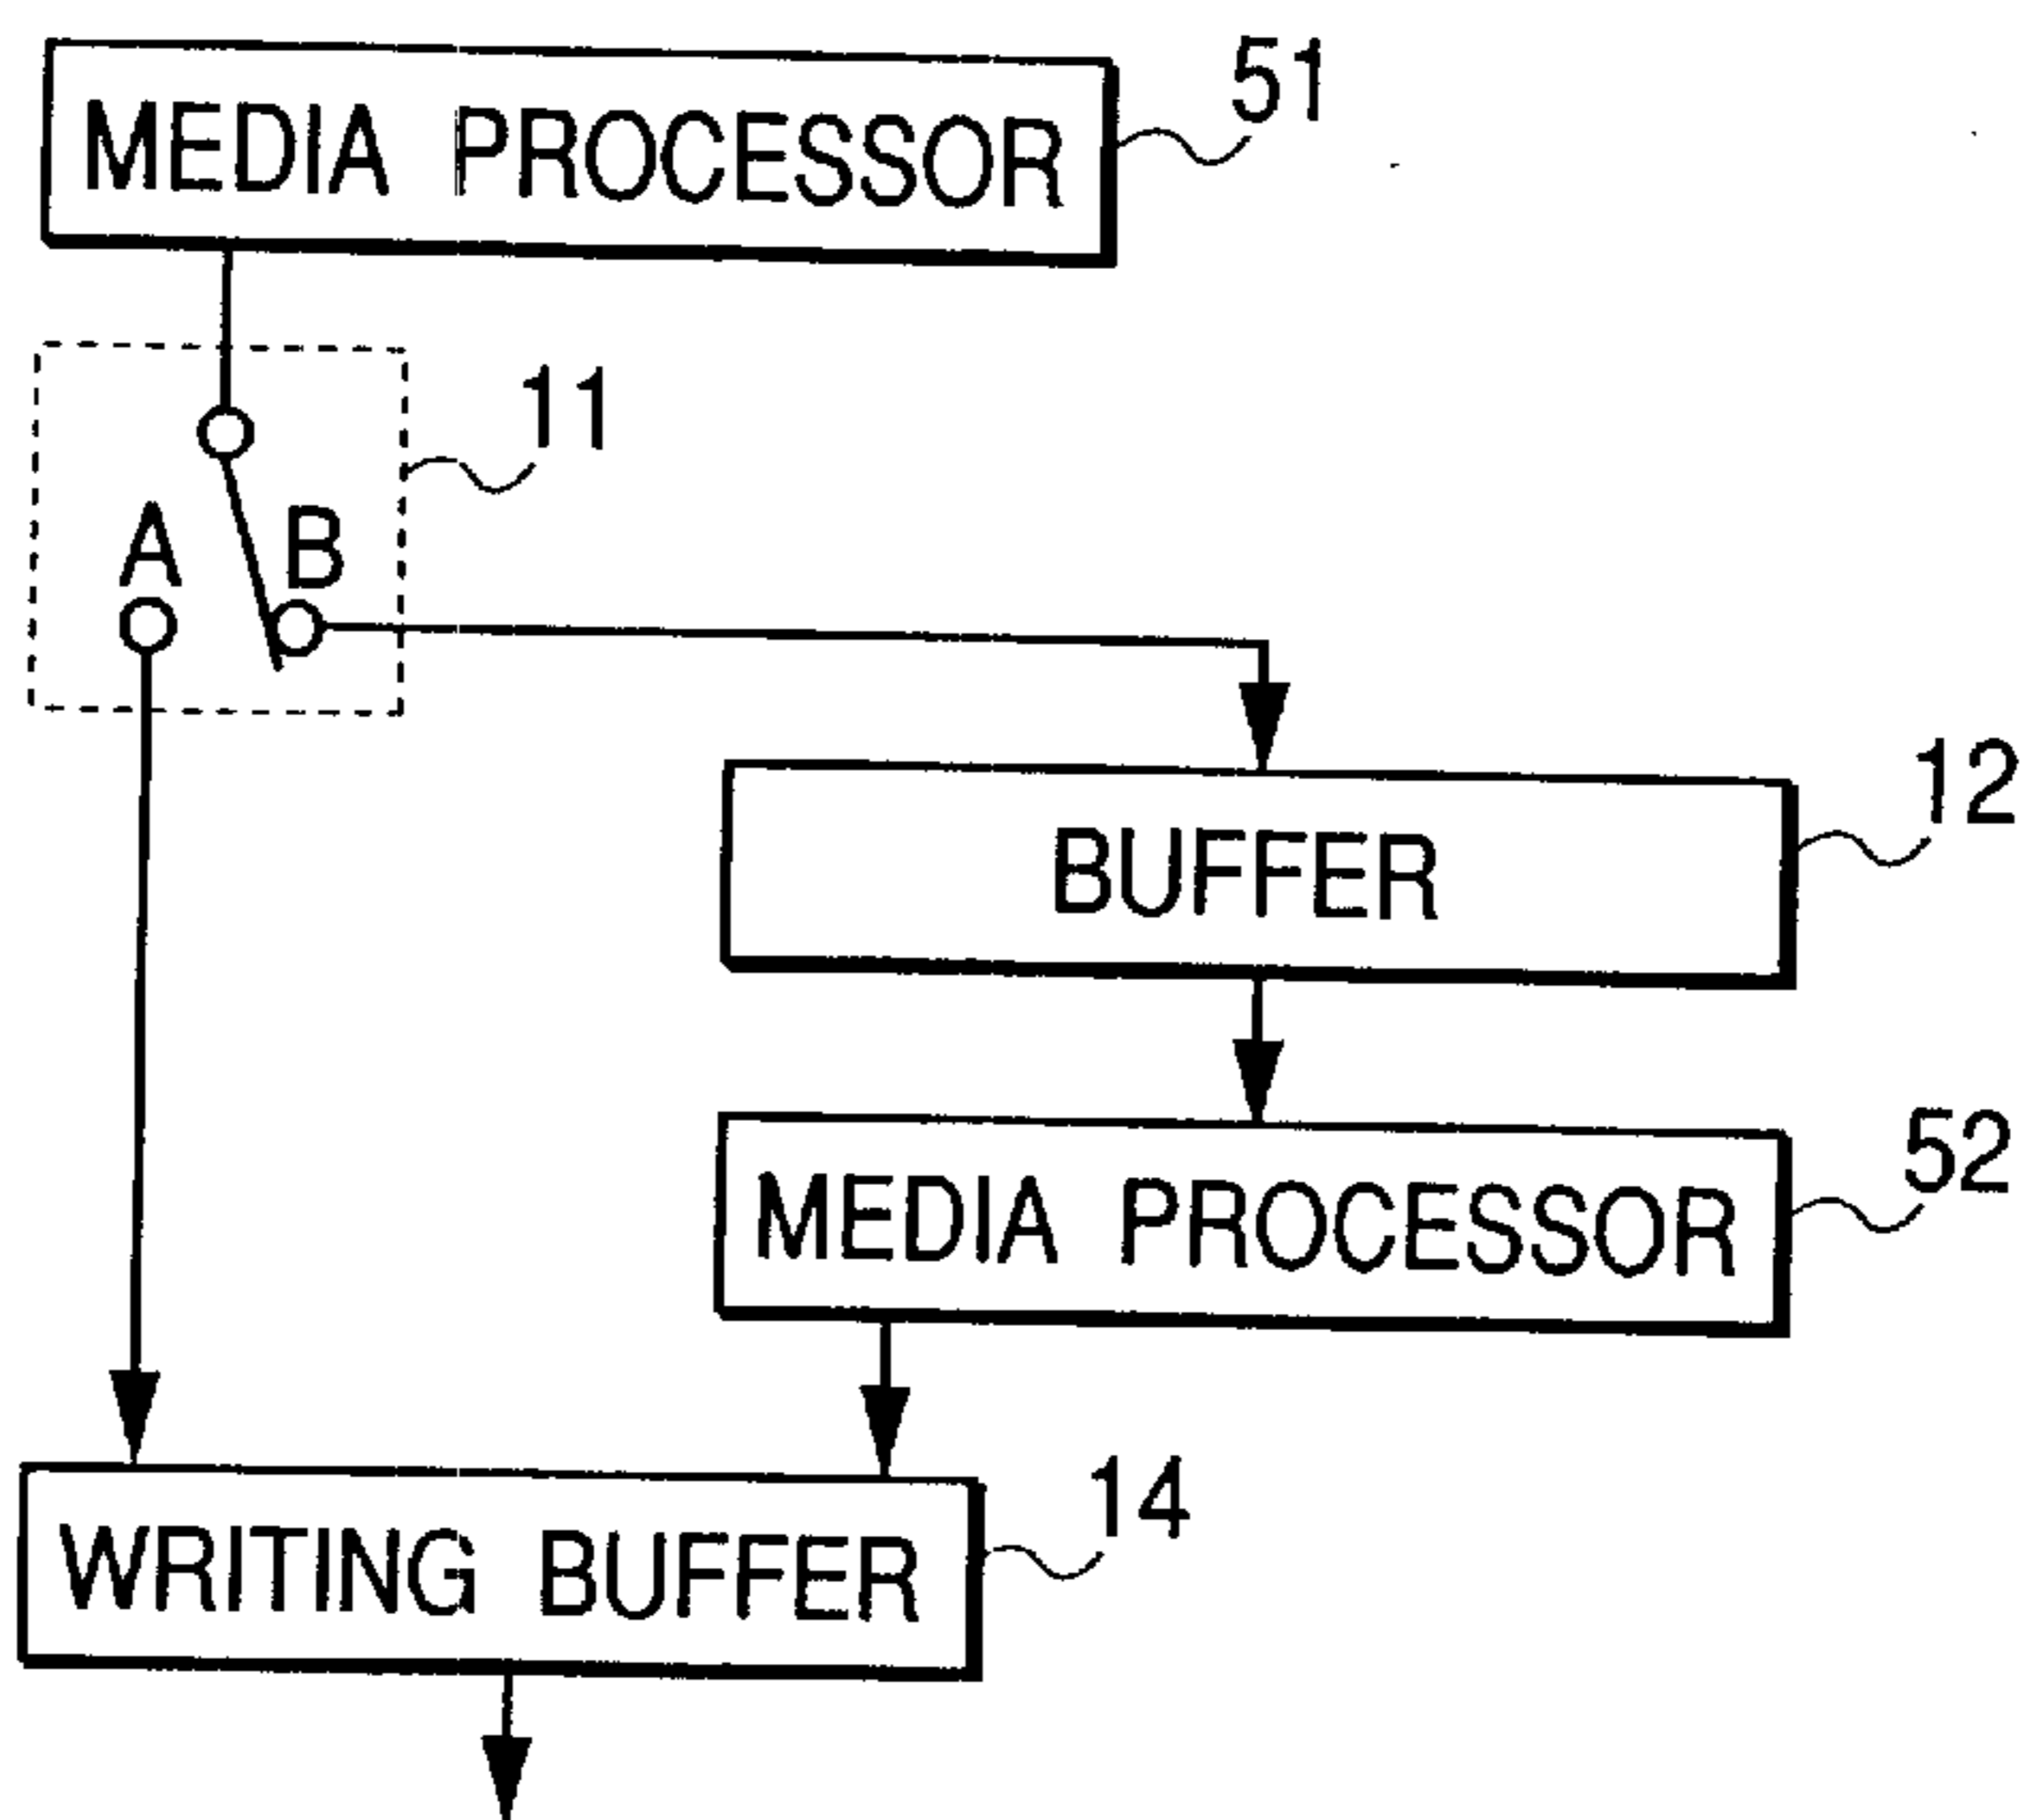 MEDIA PROCESSOR
51
11
A
B
BUFFER
12
MEDIA PROCESSOR
52
WRITING BUFFER
14